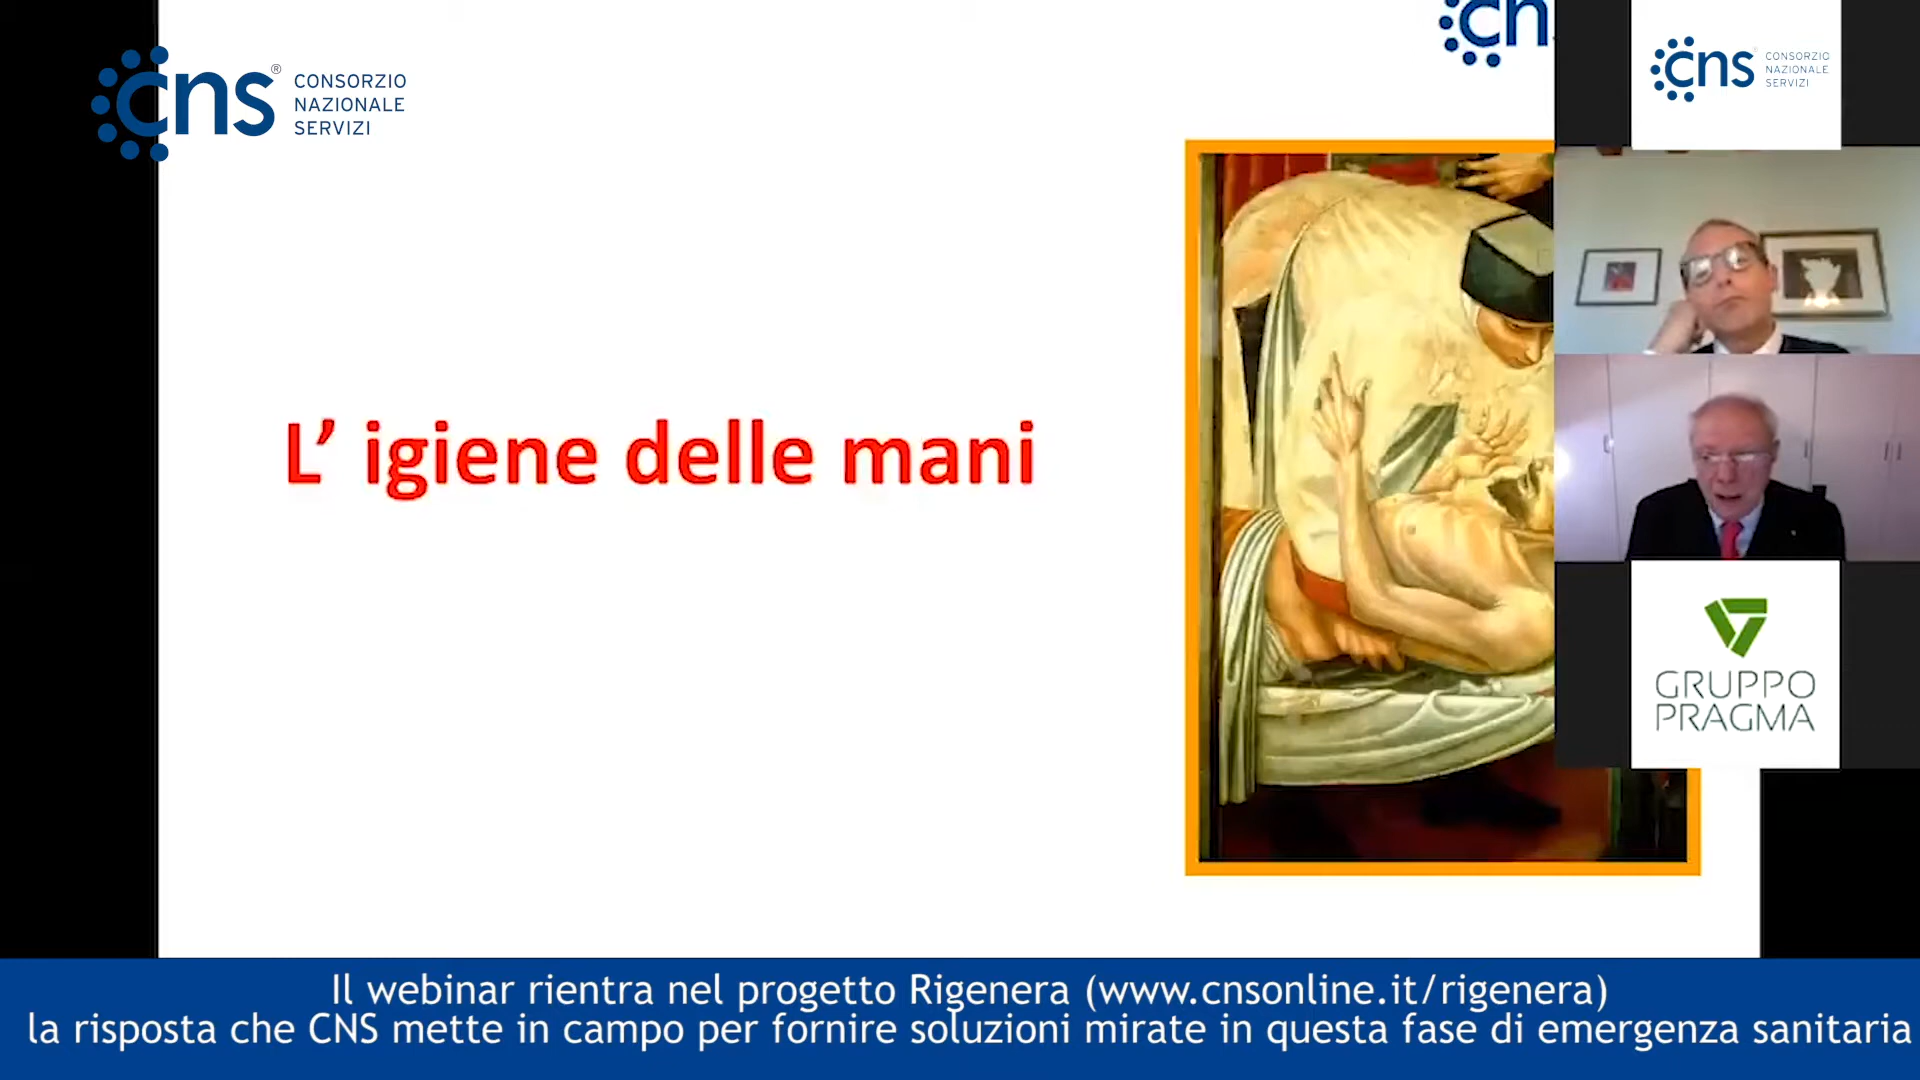 cns® CONSORZIO
NAZIONALE
SERVIZI
cn
cns CONSORZIO
NAZIONALE
SERVIZI
L’ igiene delle mani
GRUPPO
PRAGMA
Il webinar rientra nel progetto Rigenera (www.cnsonline.it/rigenera)
la risposta che CNS mette in campo per fornire soluzioni mirate in questa fase di emergenza sanitaria